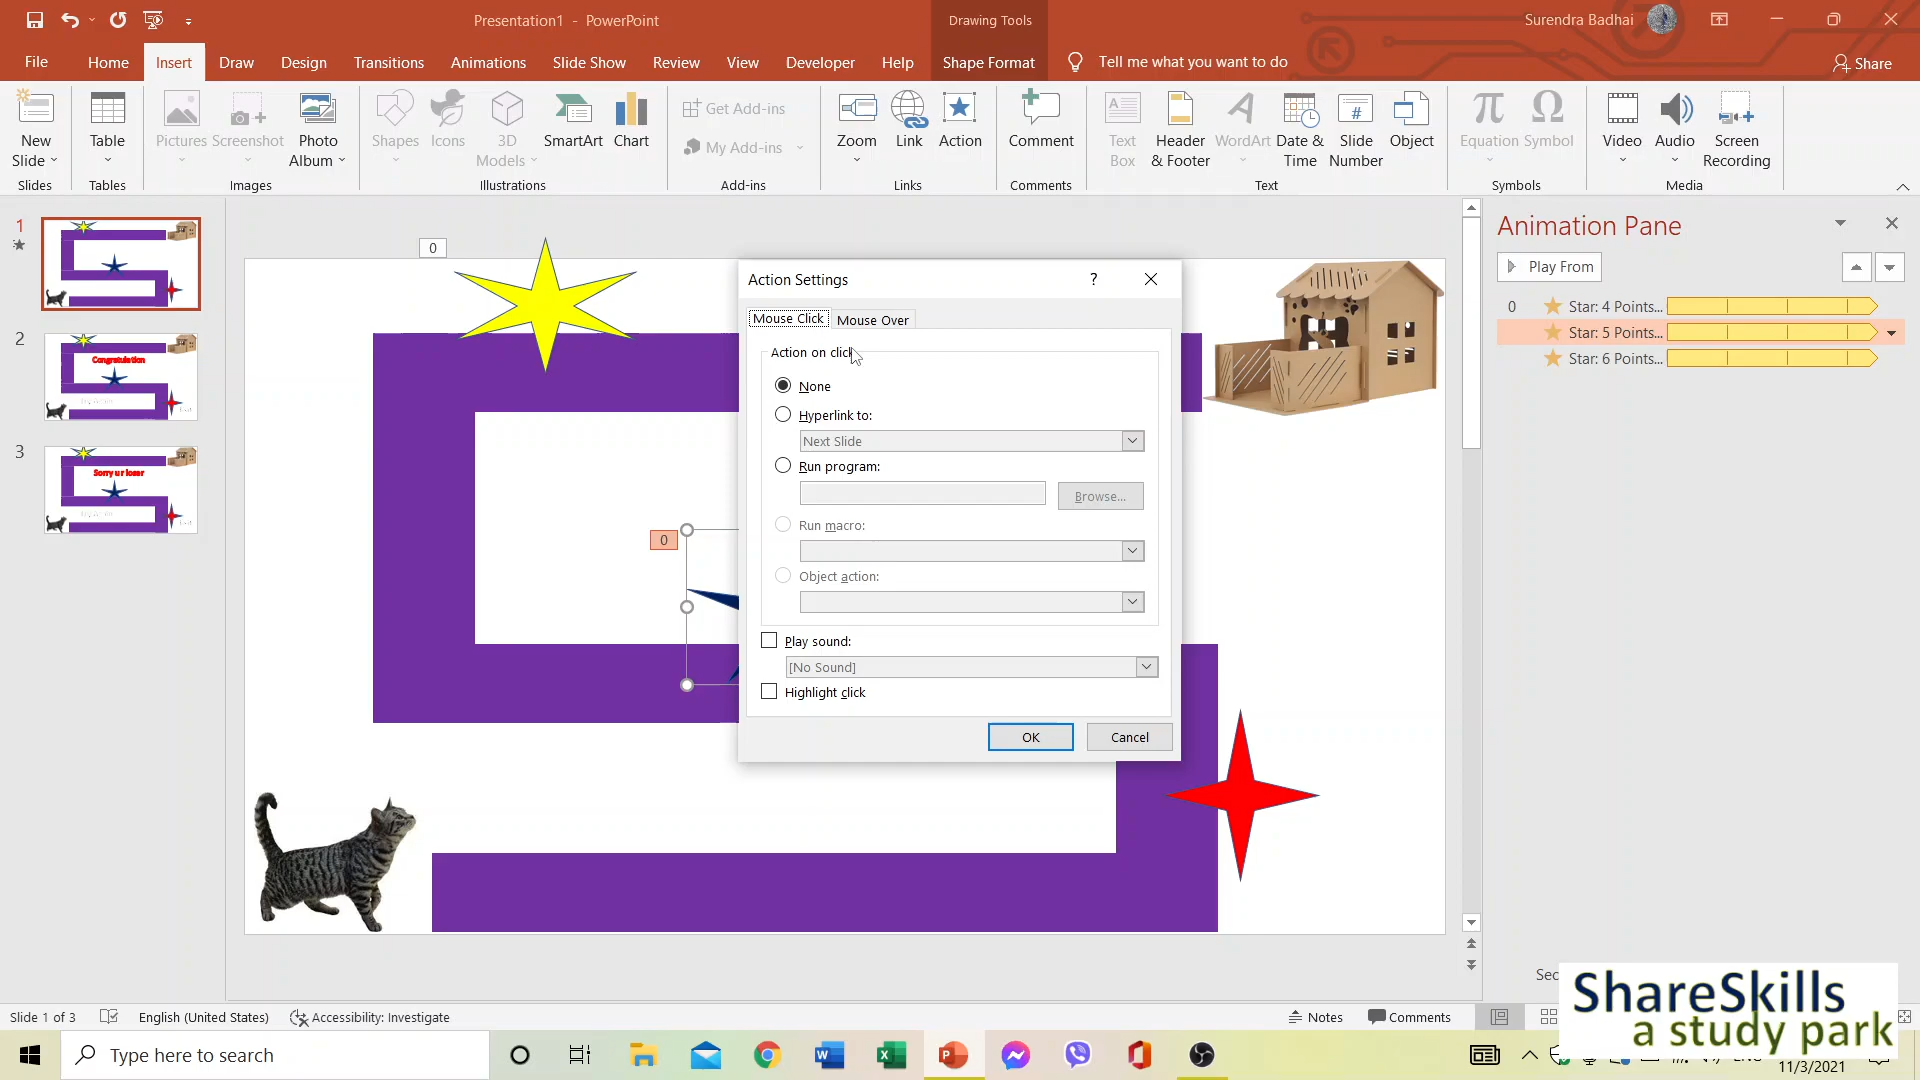 Presentation1 - PowerPoint
Drawing Tools
Surendra Badhai
File Home Insert Draw Design Transitions Animations Slide Show Review View Developer Help Shape Format Tell me what you want to do Share
New Slide
Table
Pictures
Screenshot
Photo Album
Shapes
Icons
3D Models
SmartArt
Chart
Get Add-ins
My Add-ins
Zoom
Link
Action
Comment
Text Box
Header & Footer
WordArt
Date & Time
Slide Number
Object
Equation
Symbol
Video
Audio
Screen Recording
Slides Tables Images Illustrations Add-ins Links Comments Text Symbols Media
1
2
Congratulation
3
Sorry u r loser
0
0
Action Settings ?
Mouse Click Mouse Over
Action on click
None
Hyperlink to:
Next Slide
Run program:
Browse...
Run macro:
Object action:
Play sound:
[No Sound]
Highlight click
OK Cancel
Animation Pane
Play From
0 Star: 4 Points...
Star: 5 Points...
Star: 6 Points...
Sec
ShareSkills
a study park
Slide 1 of 3 English (United States) Accessibility: Investigate Notes Comments
Type here to search
11/3/2021